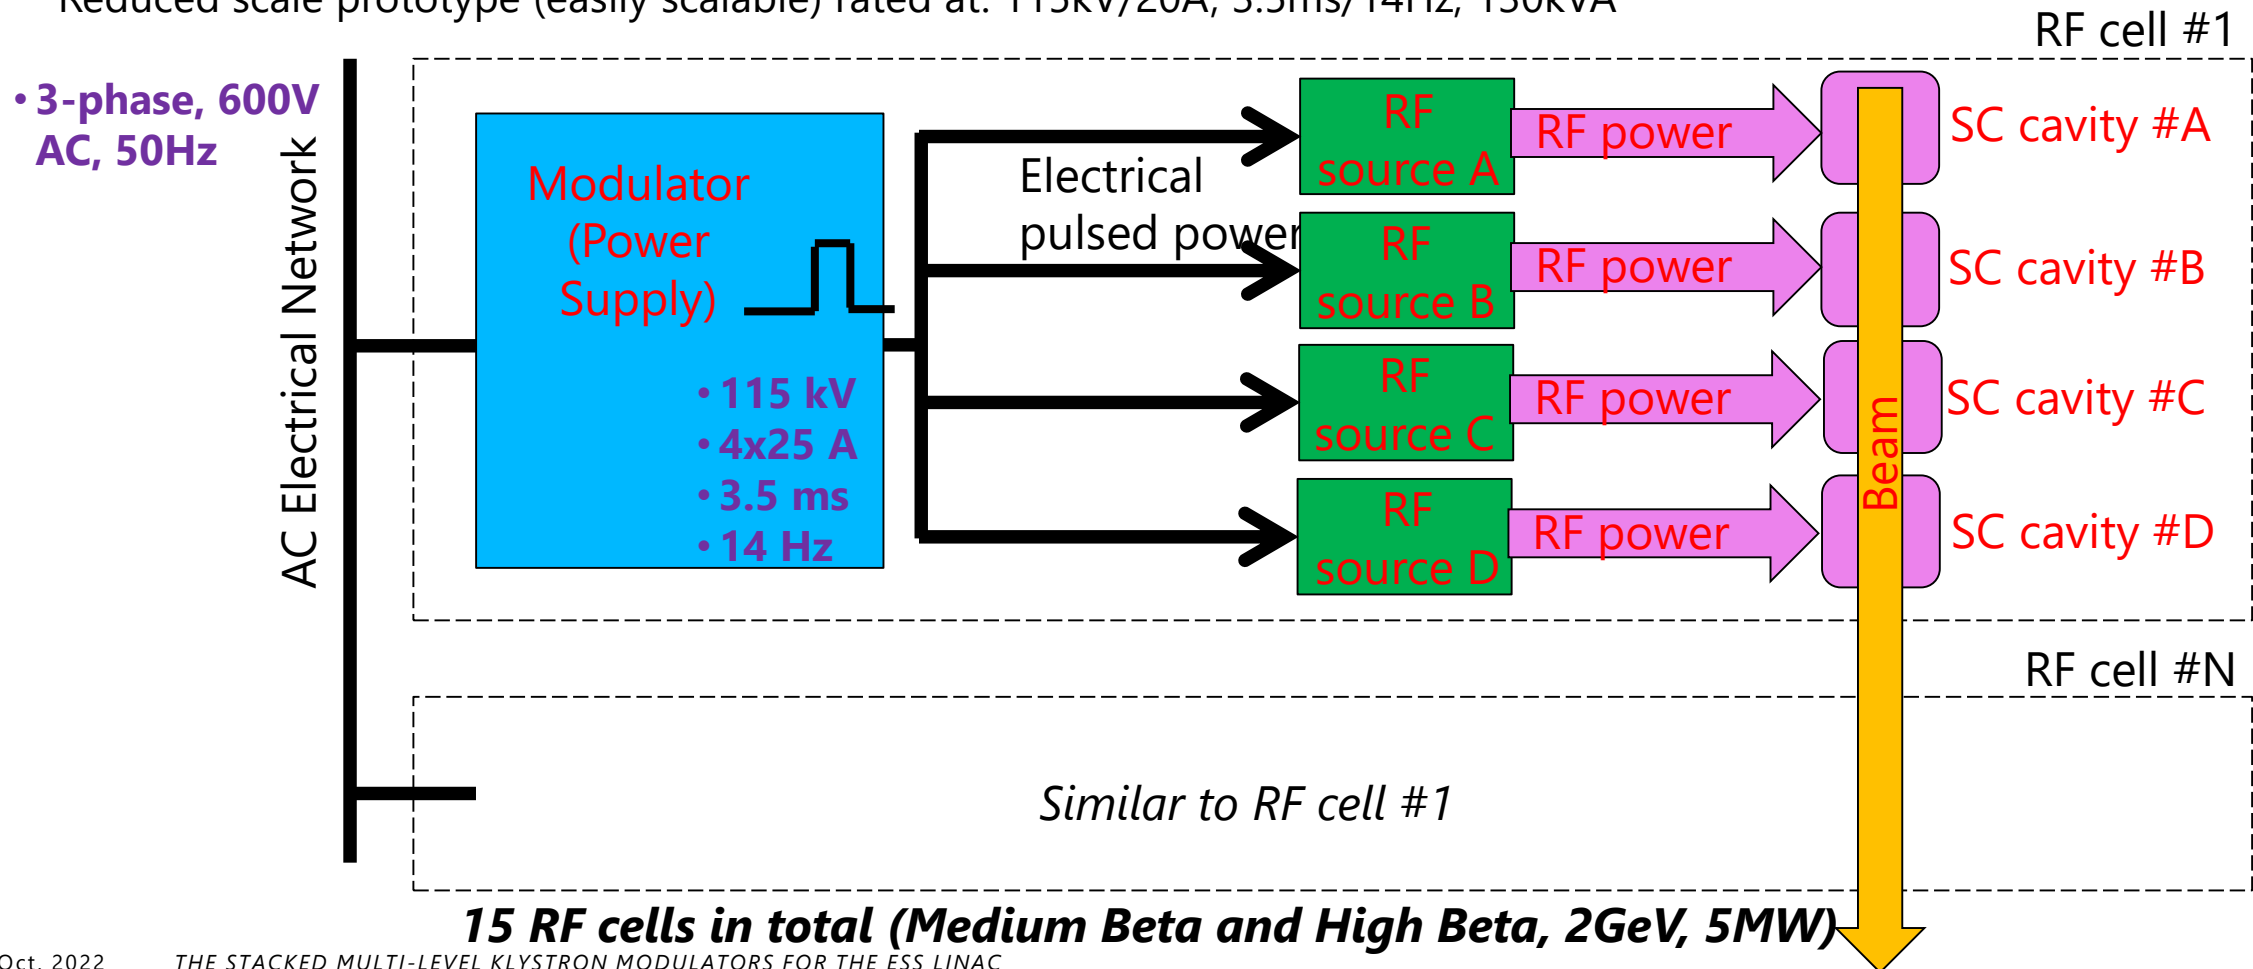 Reduced scale prototype (easily scalable) rated at: 115kV/20A, 3.5ms/14Hz, 130kVA
RF cell #1
• 3-phase, 600V
AC, 50Hz
AC Electrical Network
Modulator
(Power
Supply)
• 115 kV
• 4x25 A
• 3.5 ms
• 14 Hz
Electrical
pulsed power
RF
source A
RF power
SC cavity #A
RF
source B
RF power
SC cavity #B
RF
source C
RF power
SC cavity #C
RF
source D
RF power
SC cavity #D
Beam
RF cell #N
Similar to RF cell #1
15 RF cells in total (Medium Beta and High Beta, 2GeV, 5MW)
Oct. 2022
THE STACKED MULTI-LEVEL KLYSTRON MODULATORS FOR THE ESS LINAC